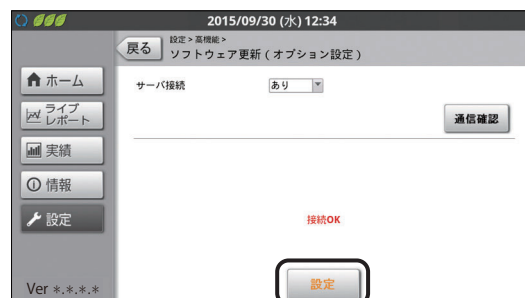 2015/09/30 (水) 12:34
戻る
設定 > 高機能 >
ソフトウェア更新 ( オプション設定 )
ホーム
ライブ
レポート
実績
情報
設定
サーバ接続
あり
通信確認
接続OK
設定
Ver *.*.*.*